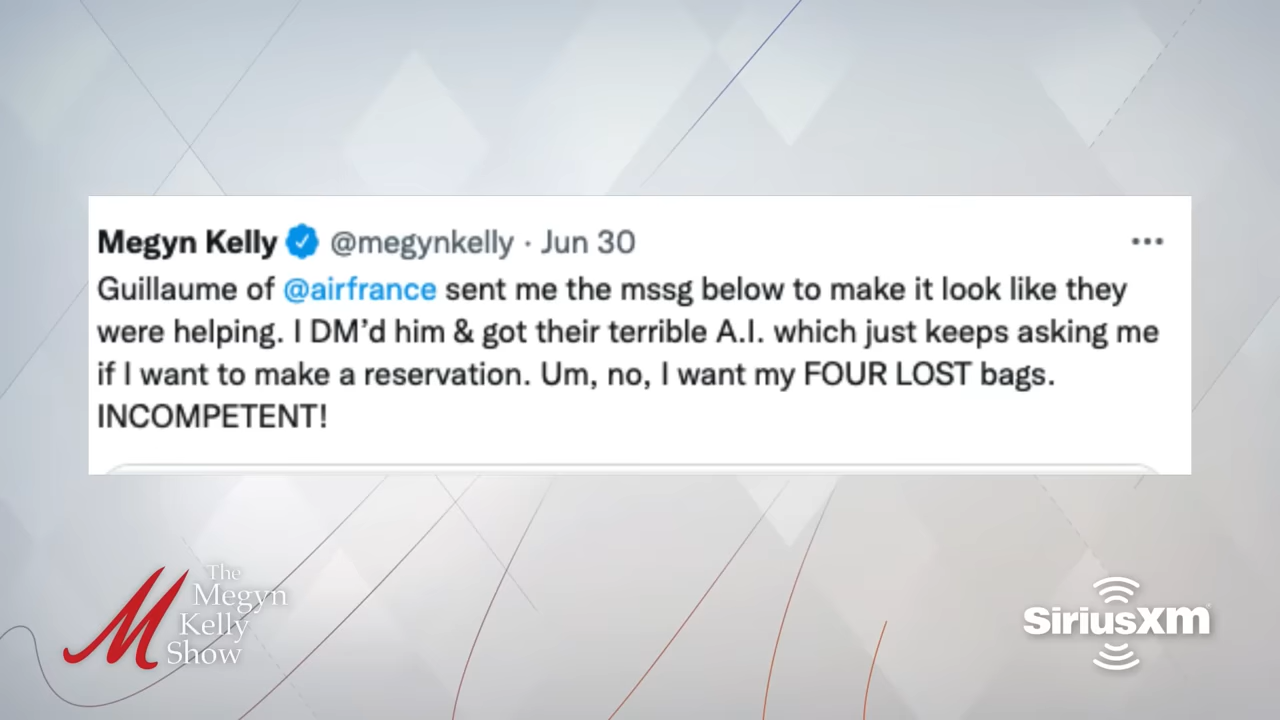 Megyn Kelly @megynkelly · Jun 30
Guillaume of @airfrance sent me the mssg below to make it look like they
were helping. I DM’d him & got their terrible A.I. which just keeps asking me
if I want to make a reservation. Um, no, I want my FOUR LOST bags.
INCOMPETENT!
The
Megyn
Kelly
Show
SiriusXM